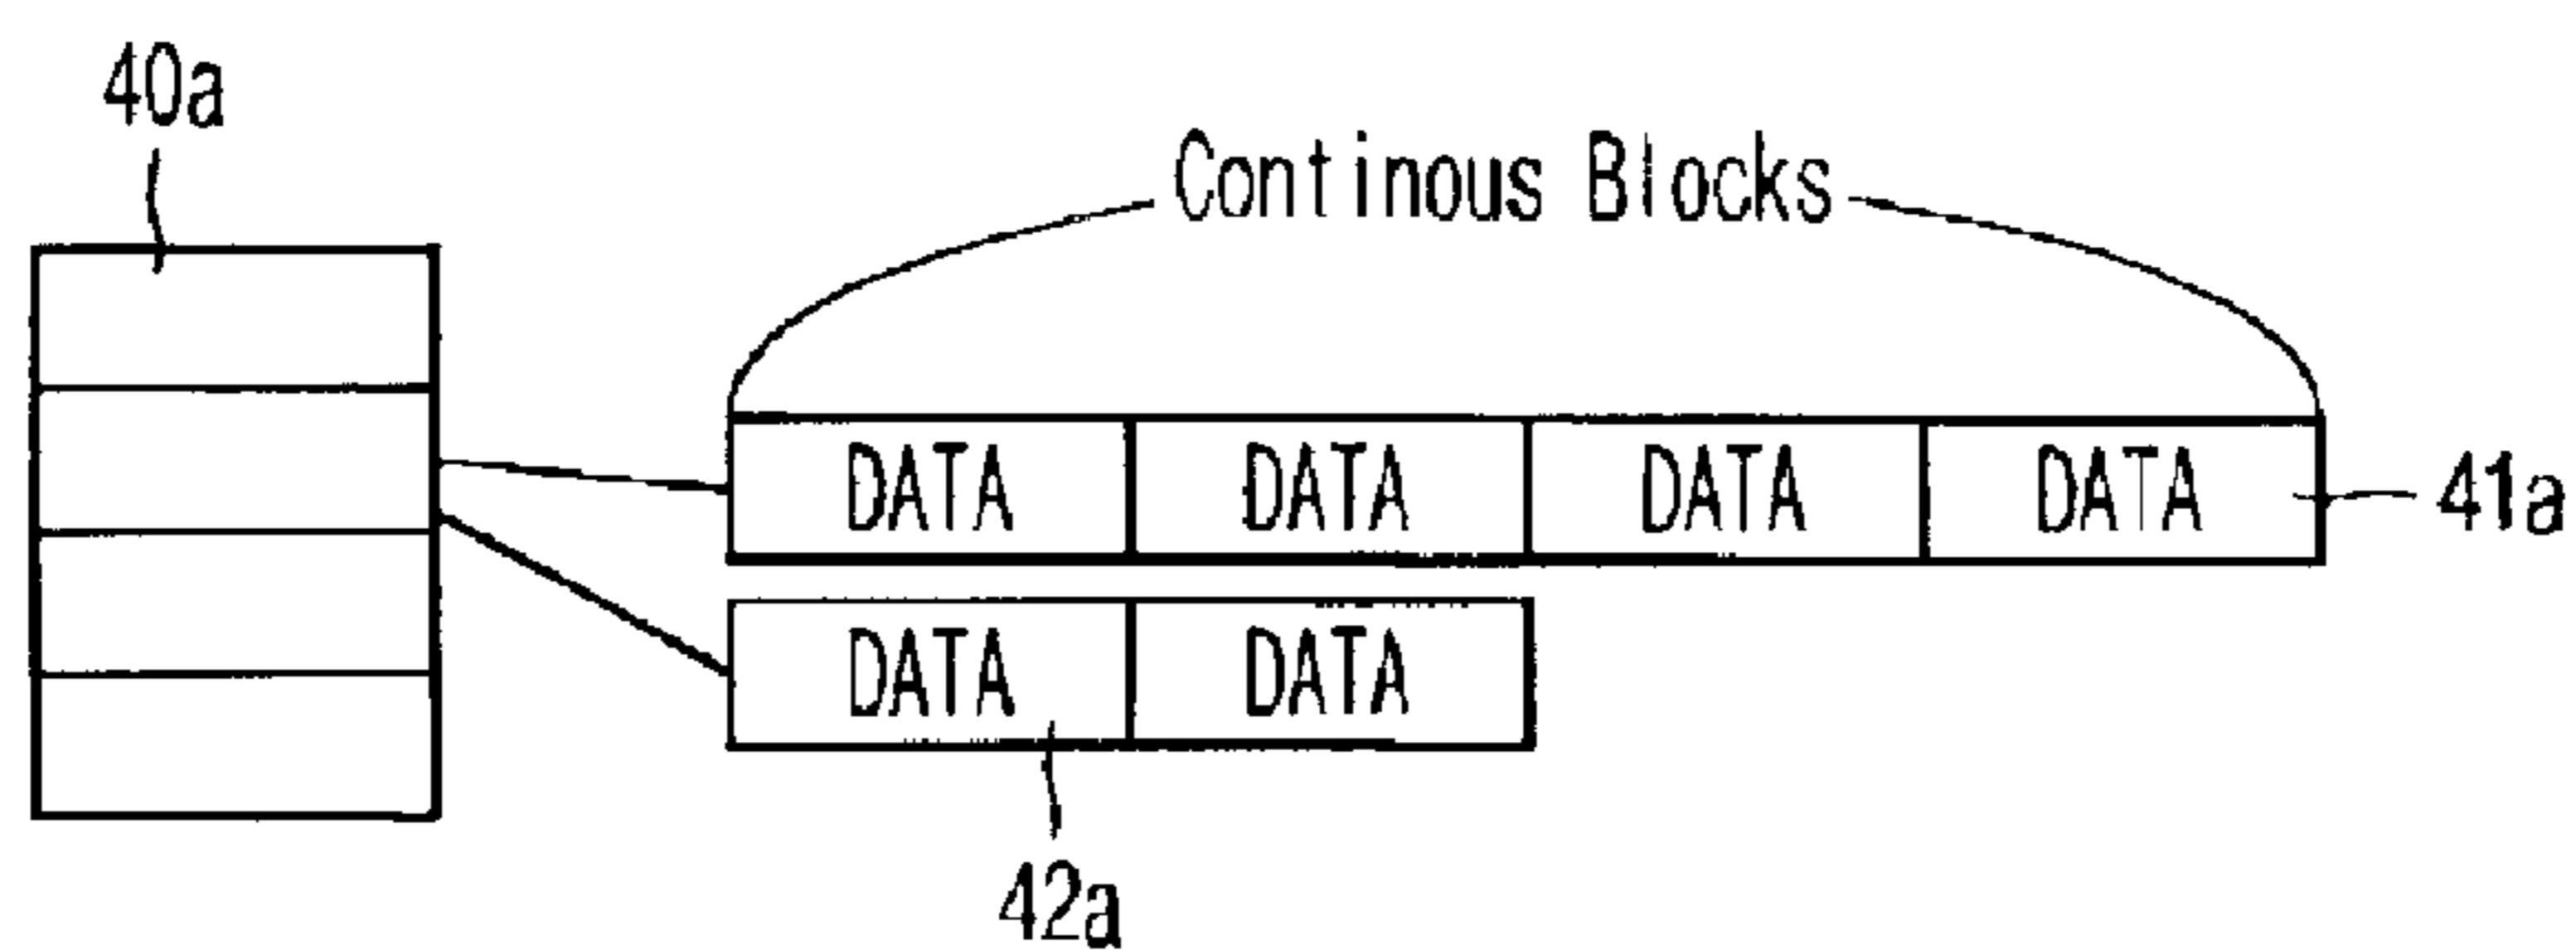 40a
Continous Blocks
DATA DATA DATA DATA 41a
DATA DATA
42a